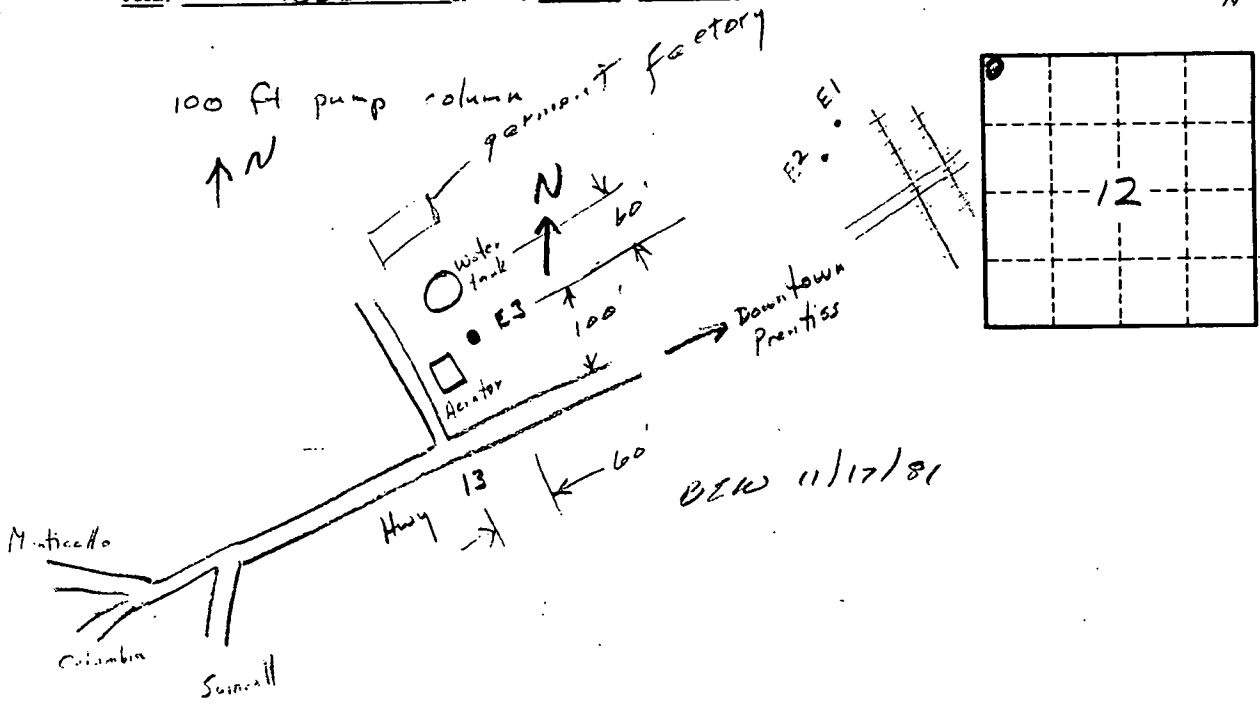 N
100 ft pump column
garment factory
N
N
60'
Water
tank
E3
100'
Aerator
Downtown
Prentiss
E1
E2
12
60'
13
Hwy
BEW 11/17/81
Monticello
Columbia
Sumrall